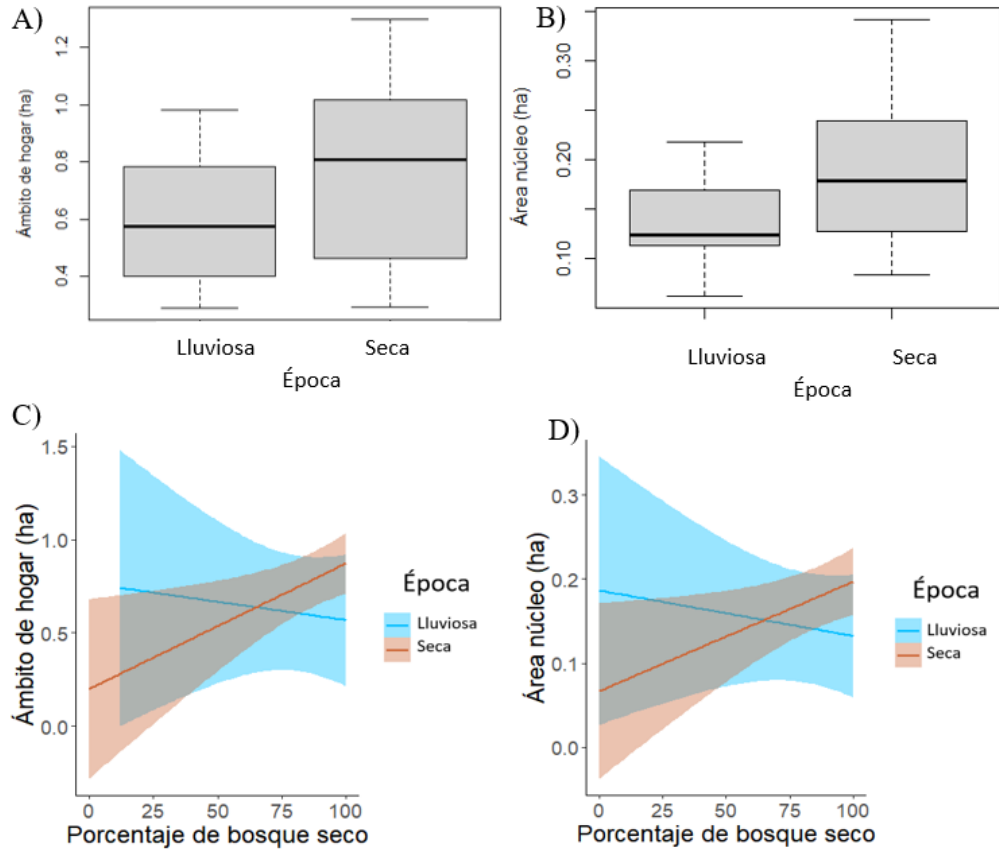 A)
Ámbito de hogar (ha)
1.2
1.0
0.8
0.6
0.4
Lluviosa
Seca
Época
B)
Área núcleo (ha)
0.30
0.20
0.10
Lluviosa
Seca
Época
C)
Ámbito de hogar (ha)
1.5
1.0
0.5
0.0
0
25
50
75
100
Porcentaje de bosque seco
Época
Lluviosa
Seca
D)
Área núcleo (ha)
0.3
0.2
0.1
0.0
0
25
50
75
100
Porcentaje de bosque seco
Época
Lluviosa
Seca